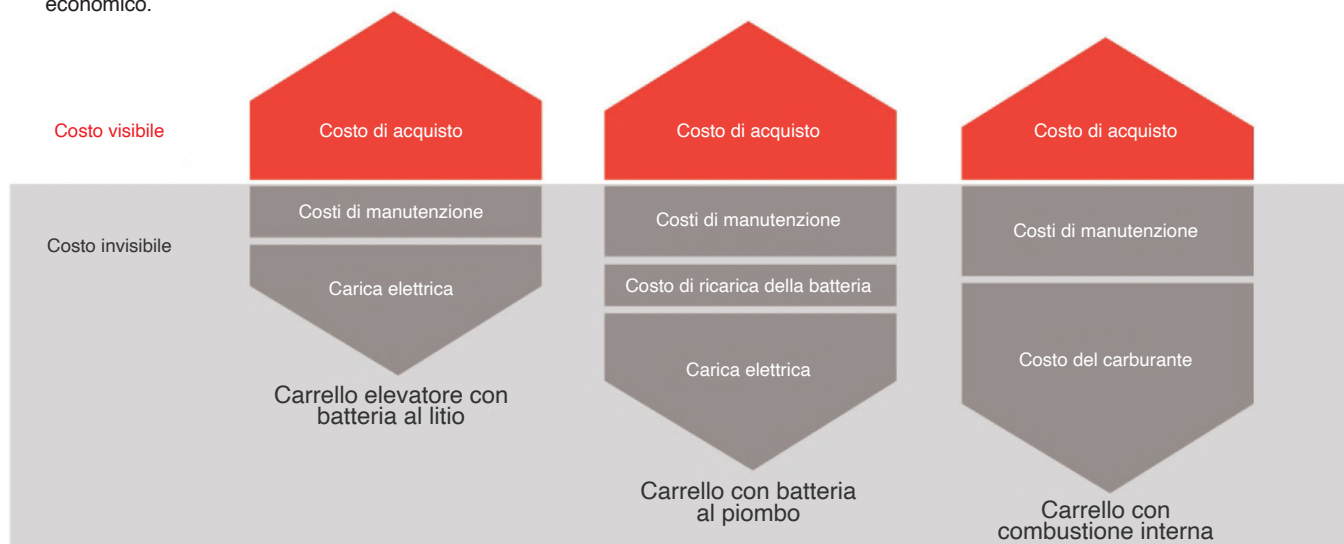 economico.
Costo visibile
Costo di acquisto
Costo di acquisto
Costo di acquisto
Costo invisibile
Costi di manutenzione
Carica elettrica
Carrello elevatore con
batteria al litio
Costi di manutenzione
Costo di ricarica della batteria
Carica elettrica
Carrello con batteria
al piombo
Costi di manutenzione
Costo del carburante
Carrello con
combustione interna